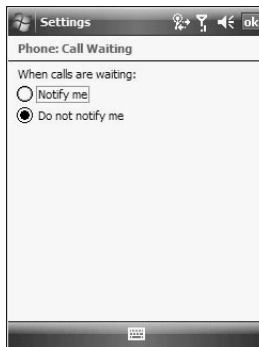 Settings
ok
Phone: Call Waiting
When calls are waiting:
Notify me
Do not notify me